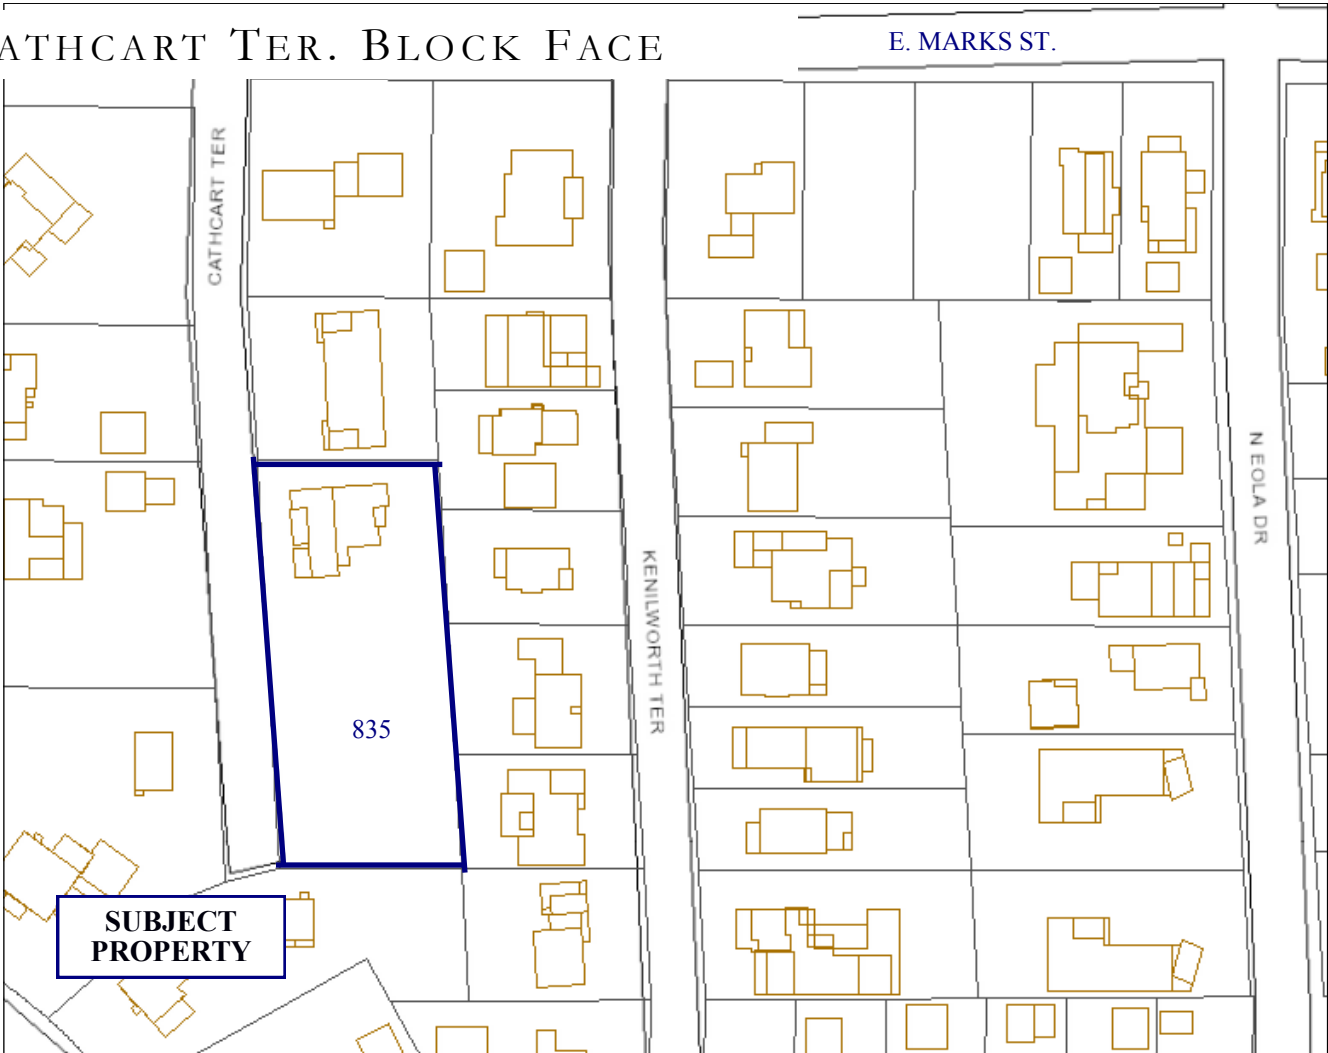 ATHCART TER. BLOCK FACE
E. MARKS ST.
CATHCART TER
N EOLA DR
KENILWORTH TER
835
SUBJECT
PROPERTY